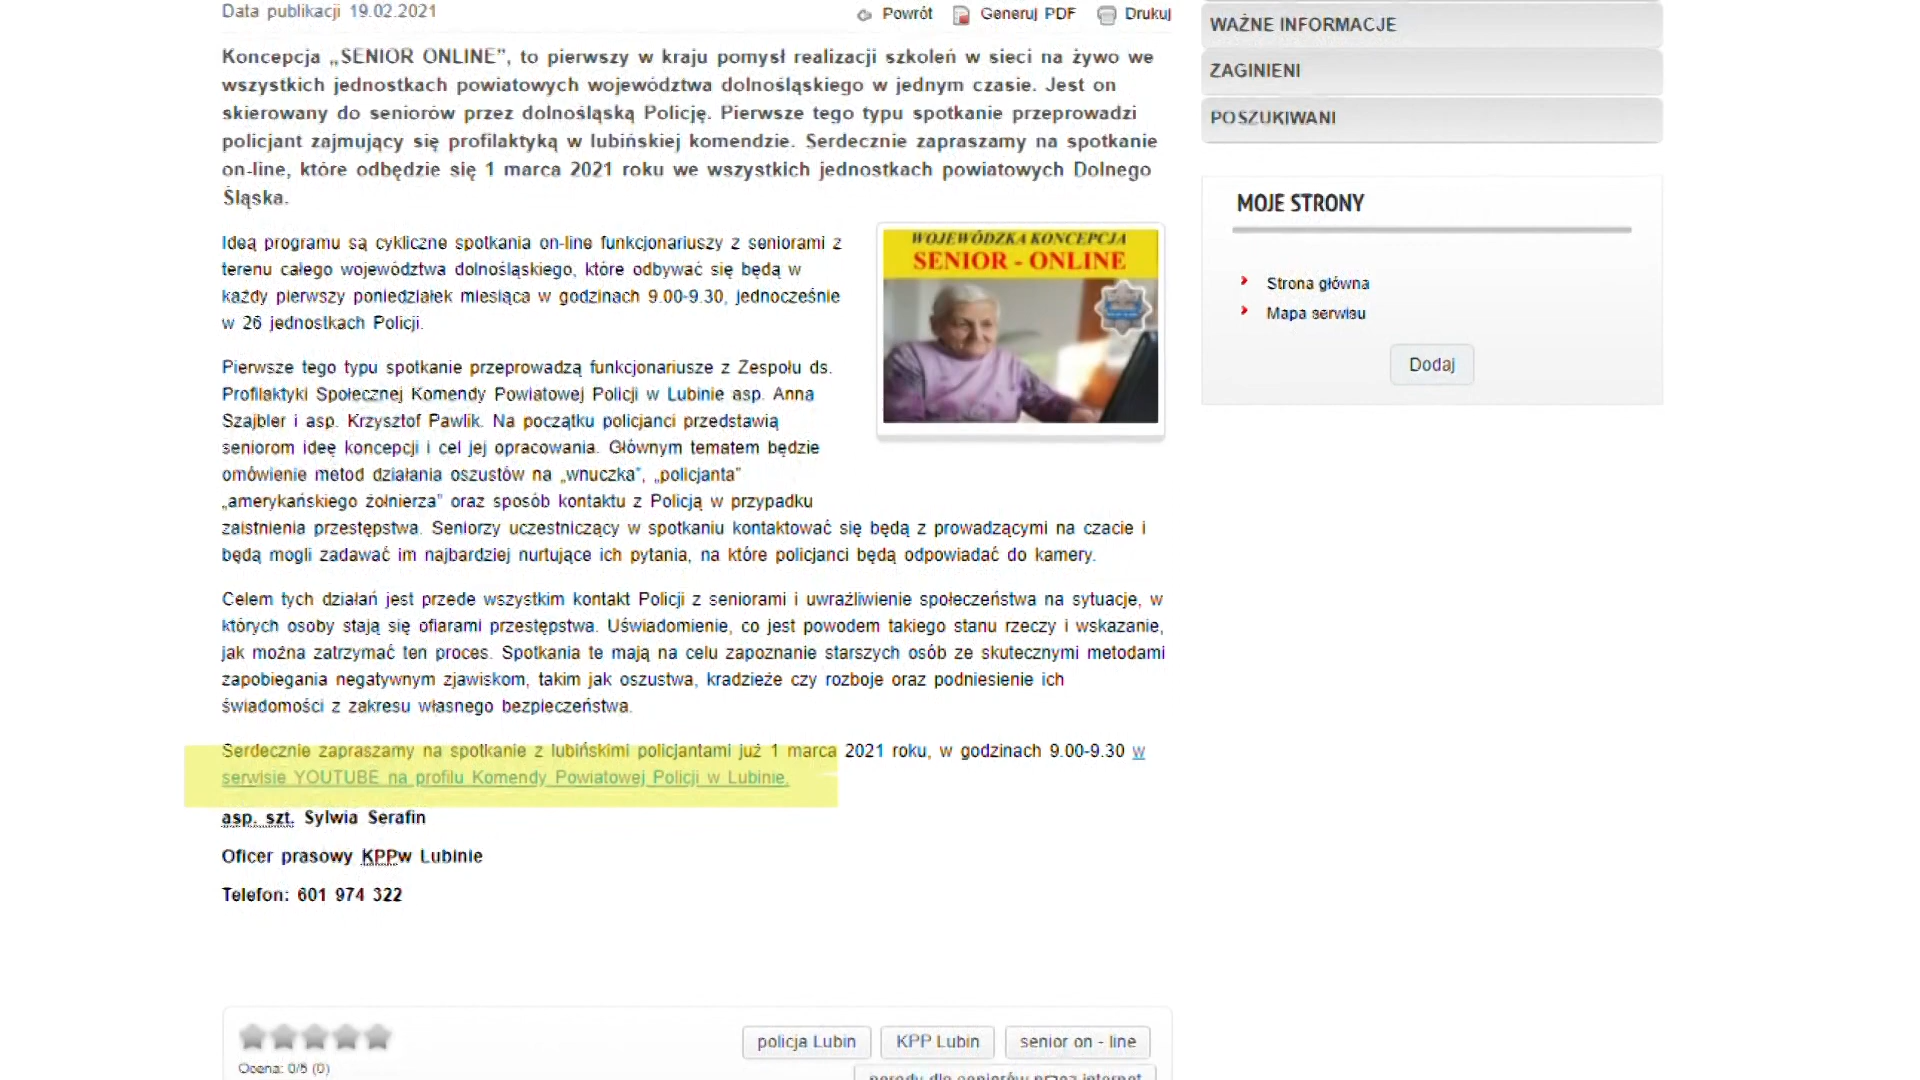 Data publikacji 19.02.2021
Powrót Generuj PDF Drukuj
Koncepcja „SENIOR ONLINE”, to pierwszy w kraju pomysł realizacji szkoleń w sieci na żywo we
wszystkich jednostkach powiatowych województwa dolnośląskiego w jednym czasie. Jest on
skierowany do seniorów przez dolnośląską Policję. Pierwsze tego typu spotkanie przeprowadzi
policjant zajmujący się profilaktyką w lubińskiej komendzie. Serdecznie zapraszamy na spotkanie
on-line, które odbędzie się 1 marca 2021 roku we wszystkich jednostkach powiatowych Dolnego
Śląska.
Ideą programu są cykliczne spotkania on-line funkcjonariuszy z seniorami z
terenu całego województwa dolnośląskiego, które odbywać się będą w
każdy pierwszy poniedziałek miesiąca w godzinach 9.00-9.30, jednocześnie
w 26 jednostkach Policji.
WOJEWÓDZKA KONCEPCJA
SENIOR - ONLINE
Pierwsze tego typu spotkanie przeprowadzą funkcjonariusze z Zespołu ds.
Profilaktyki Społecznej Komendy Powiatowej Policji w Lubinie asp. Anna
Szajbler i asp. Krzysztof Pawlik. Na początku policjanci przedstawią
seniorom ideę koncepcji i cel jej opracowania. Głównym tematem będzie
omówienie metod działania oszustów na „wnuczka”, „policjanta”
„amerykańskiego żołnierza” oraz sposób kontaktu z Policją w przypadku
zaistnienia przestępstwa. Seniorzy uczestniczący w spotkaniu kontaktować się będą z prowadzącymi na czacie i
będą mogli zadawać im najbardziej nurtujące ich pytania, na które policjanci będą odpowiadać do kamery.
Celem tych działań jest przede wszystkim kontakt Policji z seniorami i uwrażliwienie społeczeństwa na sytuacje, w
których osoby stają się ofiarami przestępstwa. Uświadomienie, co jest powodem takiego stanu rzeczy i wskazanie,
jak można zatrzymać ten proces. Spotkania te mają na celu zapoznanie starszych osób ze skutecznymi metodami
zapobiegania negatywnym zjawiskom, takim jak oszustwa, kradzieże czy rozboje oraz podniesienie ich
świadomości z zakresu własnego bezpieczeństwa.
Serdecznie zapraszamy na spotkanie z lubińskimi policjantami już 1 marca 2021 roku, w godzinach 9.00-9.30 w
serwisie YOUTUBE na profilu Komendy Powiatowej Policji w Lubinie.
asp. szt. Sylwia Serafin
Oficer prasowy KPPw Lubinie
Telefon: 601 974 322
Ocena: 0/5 (0)
policja Lubin KPP Lubin senior on - line
porady dla seniorów przez internet
WAŻNE INFORMACJE
ZAGINIENI
POSZUKIWANI
MOJE STRONY
Strona główna
Mapa serwisu
Dodaj